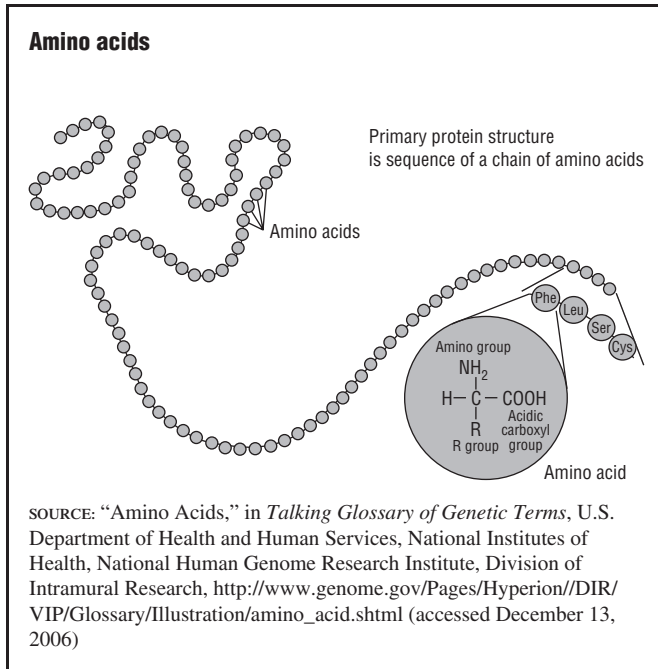 Amino acids
Primary protein structure
is sequence of a chain of amino acids
Amino acids
Phe
Leu
Ser
Cys
Amino group
NH2
H–C–COOH
R
Acidic
carboxyl
group
R group
Amino acid
SOURCE: “Amino Acids,” in Talking Glossary of Genetic Terms, U.S.
Department of Health and Human Services, National Institutes of
Health, National Human Genome Research Institute, Division of
Intramural Research, http://www.genome.gov/Pages/Hyperion//DIR/
VIP/Glossary/Illustration/amino_acid.shtml (accessed December 13,
2006)